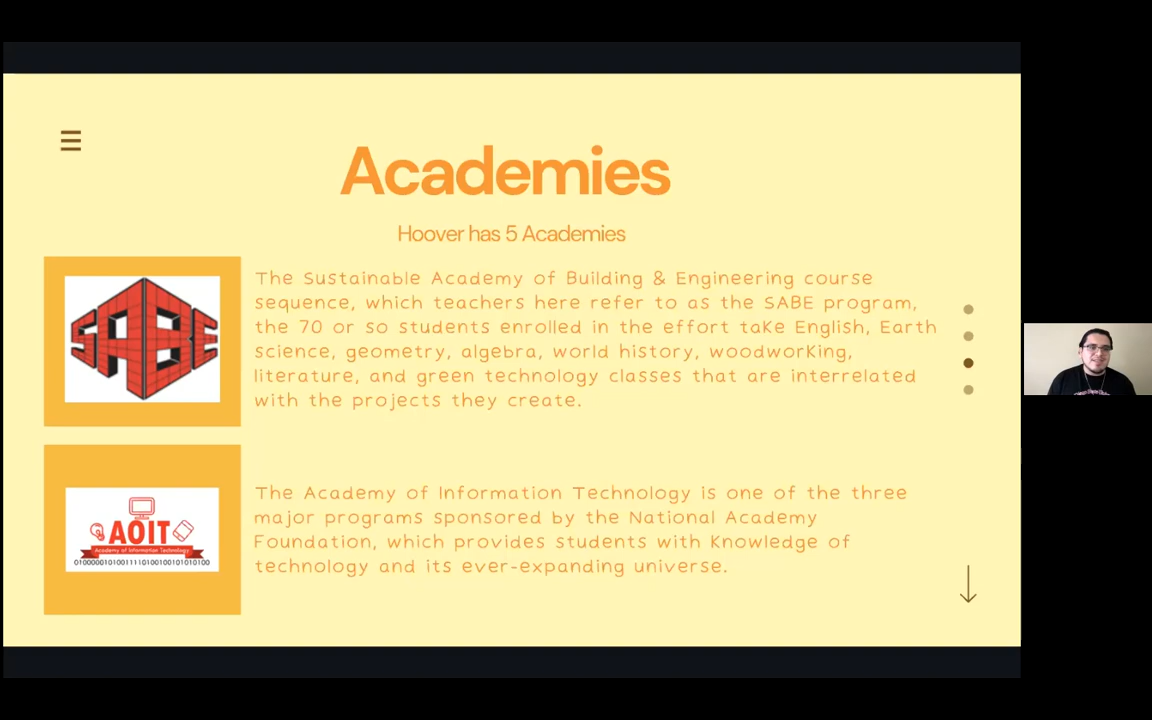 Academies
Hoover has 5 Academies
SABE
The Sustainable Academy of Building & Engineering course
sequence, which teachers here refer to as the SABE program,
the 70 or so students enrolled in the effort take English, Earth
science, geometry, algebra, world history, woodworking,
literature, and green technology classes that are interrelated
with the projects they create.
AOIT
Academy of Information Technology
The Academy of Information Technology is one of the three
major programs sponsored by the National Academy
Foundation, which provides students with Knowledge of
technology and its ever-expanding universe.